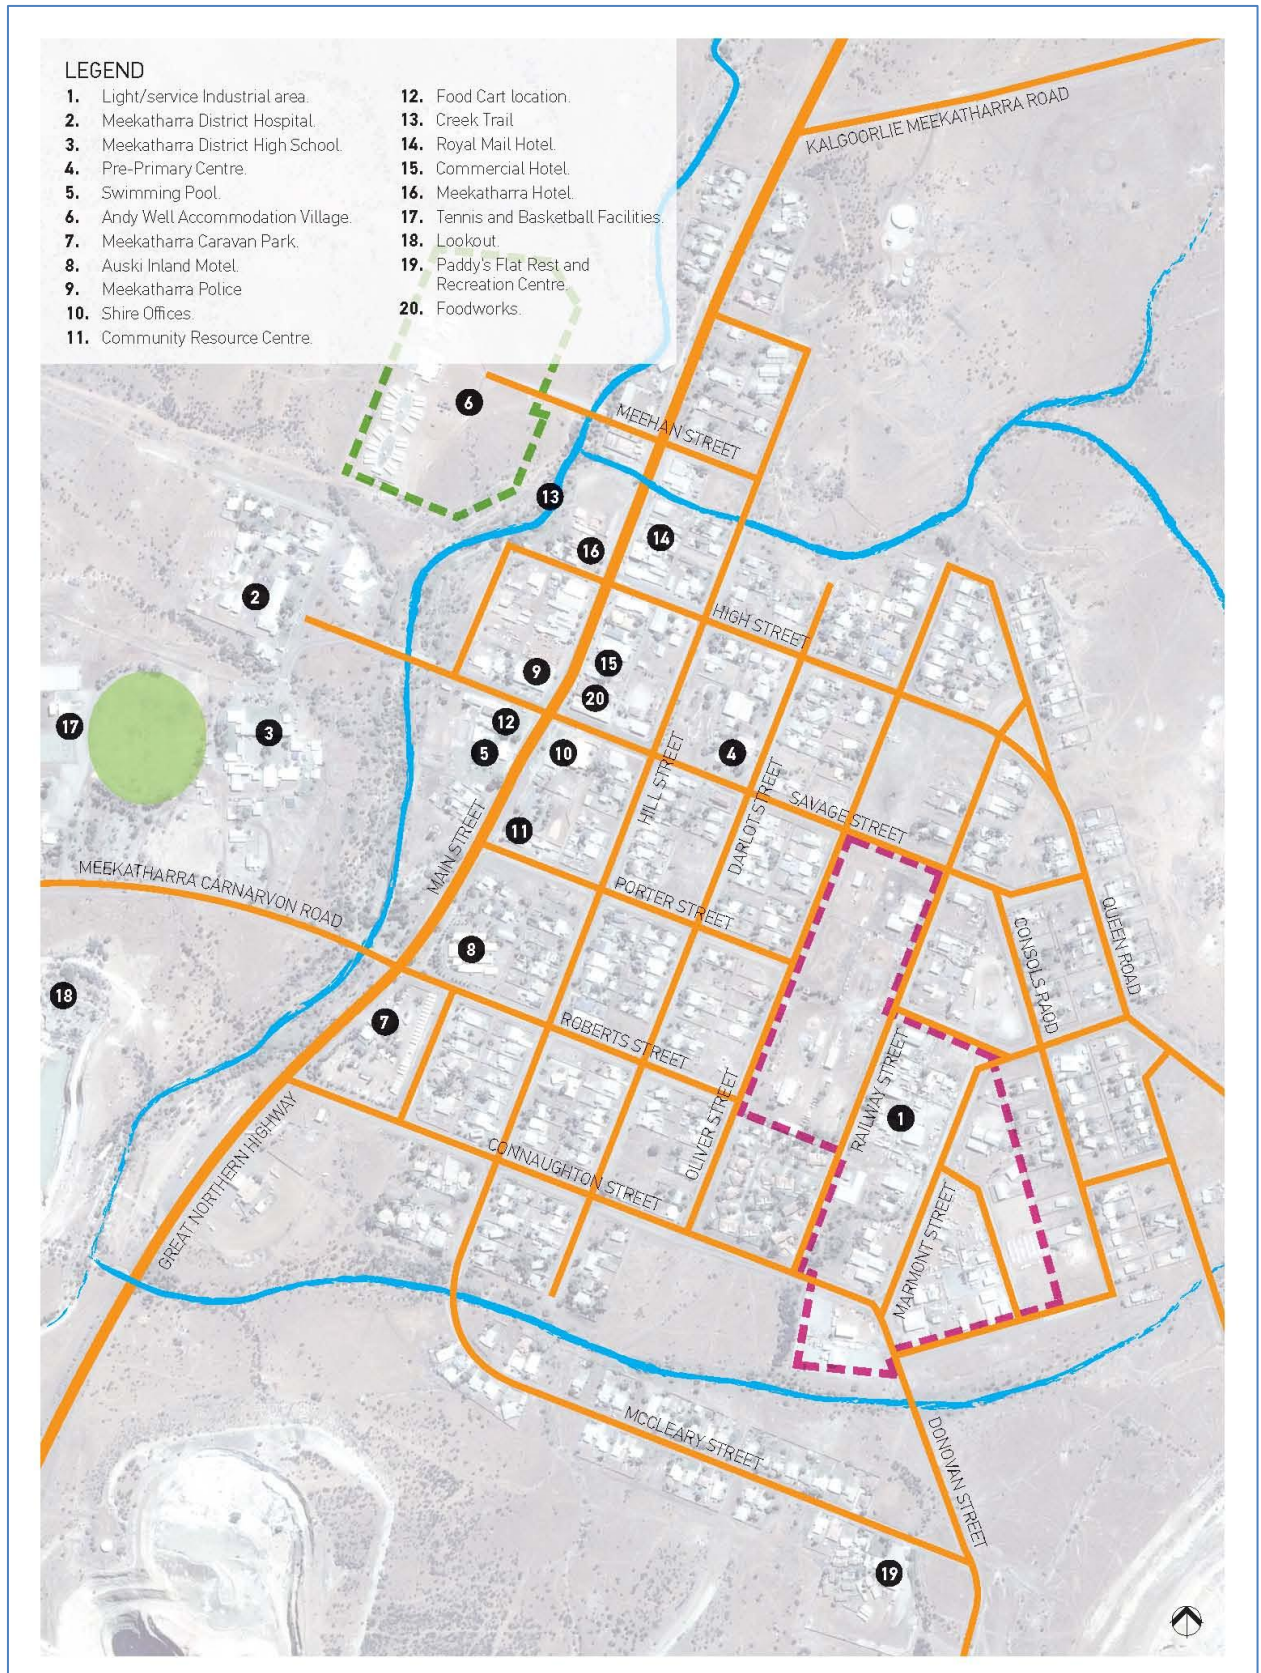 LEGEND
1. Light/service Industrial area.
2. Meekatharra District Hospital.
3. Meekatharra District High School.
4. Pre-Primary Centre.
5. Swimming Pool.
6. Andy Well Accommodation Village.
7. Meekatharra Caravan Park.
8. Auski Inland Motel.
9. Meekatharra Police
10. Shire Offices.
11. Community Resource Centre.
12. Food Cart location.
13. Creek Trail
14. Royal Mail Hotel.
15. Commercial Hotel.
16. Meekatharra Hotel.
17. Tennis and Basketball Facilities.
18. Lookout.
19. Paddy's Flat Rest and
Recreation Centre.
20. Foodworks.
KALGOORLIE MEEKATHARRA ROAD
6
MEEHAN STREET
13
14
16
2
HIGH STREET
9
15
20
17
3
12
5
10
4
HILL STREET
DARLOT STREET
SAVAGE STREET
11
MAIN STREET
MEEKATHARRA CARNARVON ROAD
PORTER STREET
QUEEN ROAD
CONSOLS RAOD
8
18
7
ROBERTS STREET
RAILWAY STREET
1
OLIVER STREET
GREAT NORTHERN HIGHWAY
CONNAUGHTON STREET
MARMONT STREET
MCCLEARY STREET
DONOVAN STREET
19